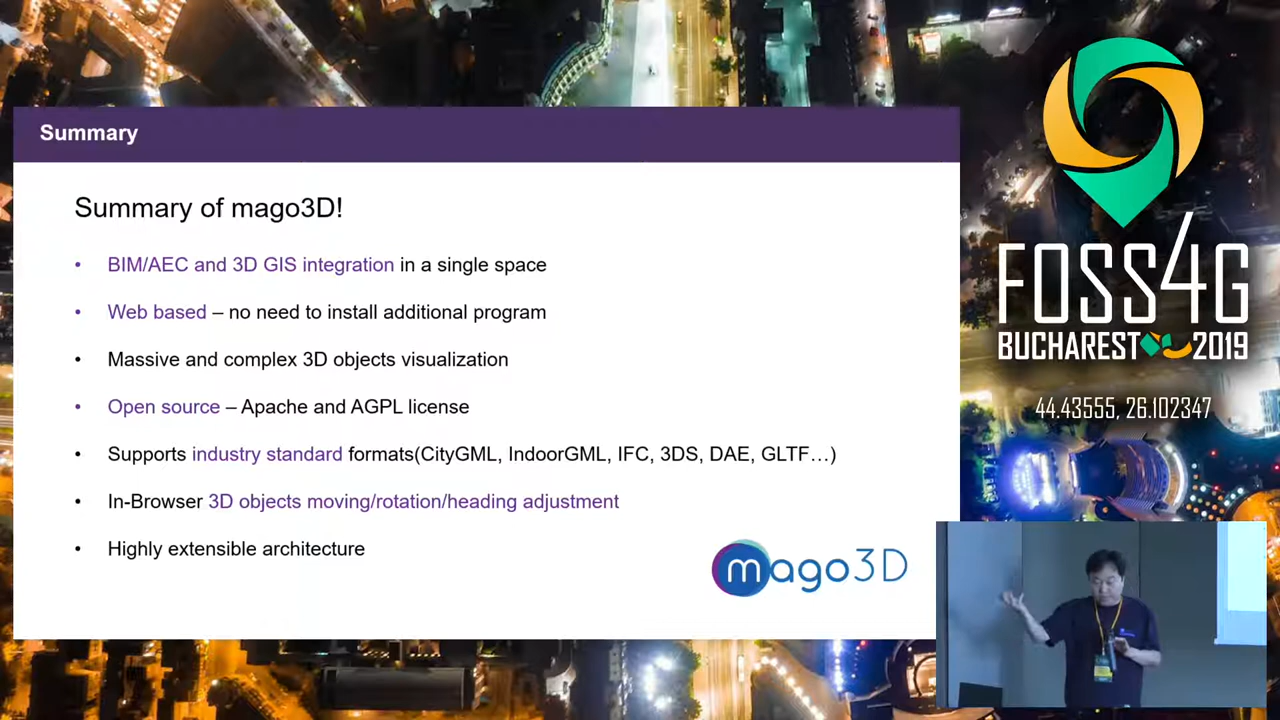 Summary
Summary of mago3D!
• BIM/AEC and 3D GIS integration in a single space
• Web based – no need to install additional program
• Massive and complex 3D objects visualization
• Open source – Apache and AGPL license
• Supports industry standard formats(CityGML, IndoorGML, IFC, 3DS, DAE, GLTF…)
• In-Browser 3D objects moving/rotation/heading adjustment
• Highly extensible architecture
mago3D
FOSS4G
BUCHAREST 2019
44.43555, 26.102347